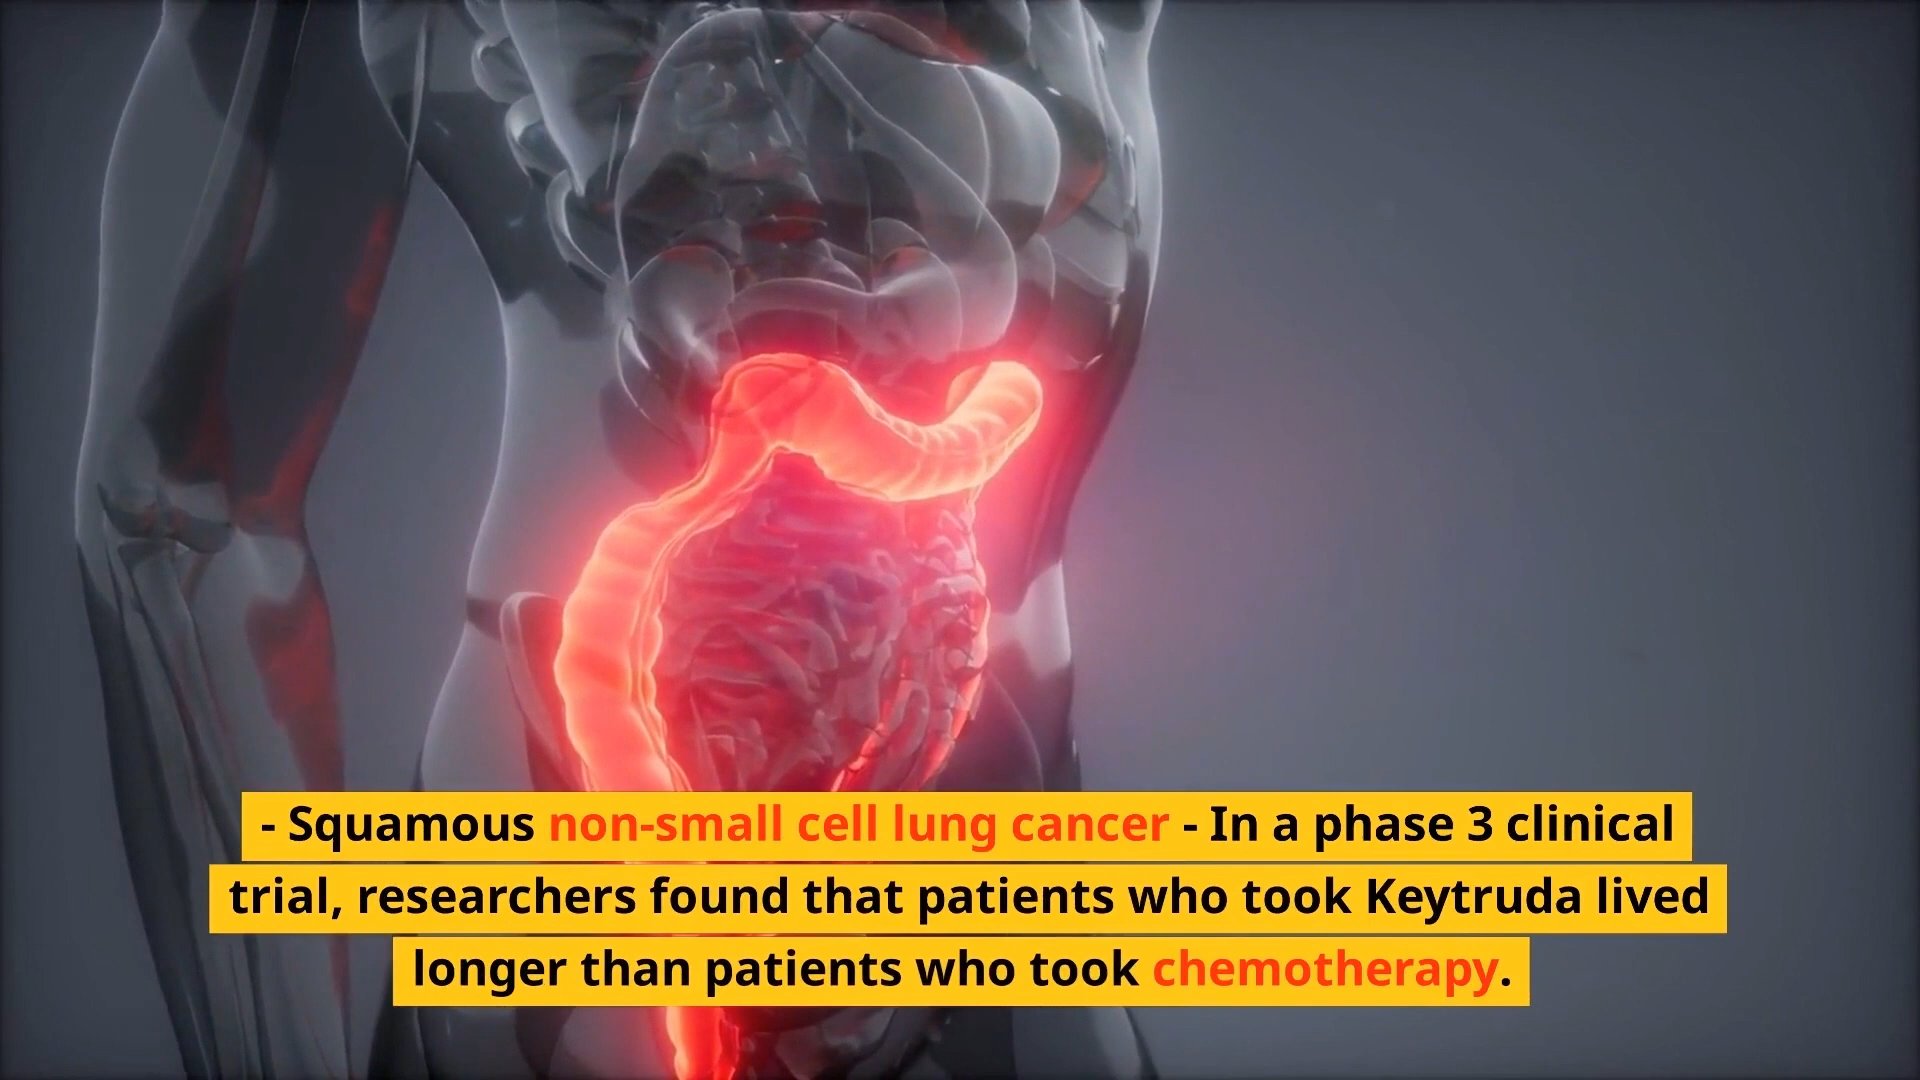 - Squamous non-small cell lung cancer - In a phase 3 clinical
trial, researchers found that patients who took Keytruda lived
longer than patients who took chemotherapy.